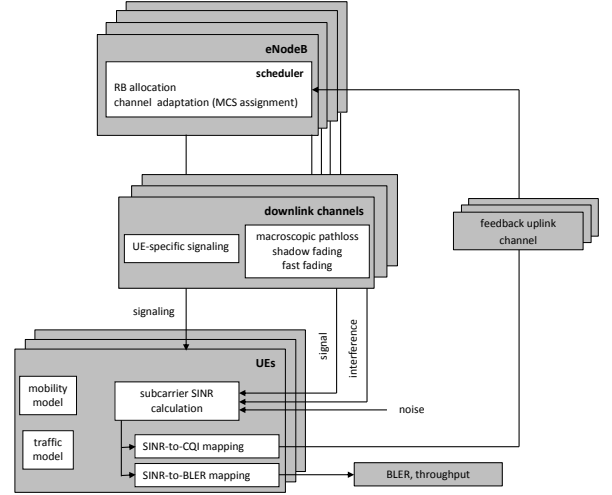 eNodeB
scheduler
RB allocation
channel adaptation (MCS assignment)
downlink channels
UE-specific signaling
macroscopic pathloss
shadow fading
fast fading
feedback uplink
channel
signaling
signal
interference
UEs
mobility
model
traffic
model
subcarrier SINR
calculation
noise
SINR-to-CQI mapping
SINR-to-BLER mapping
BLER, throughput